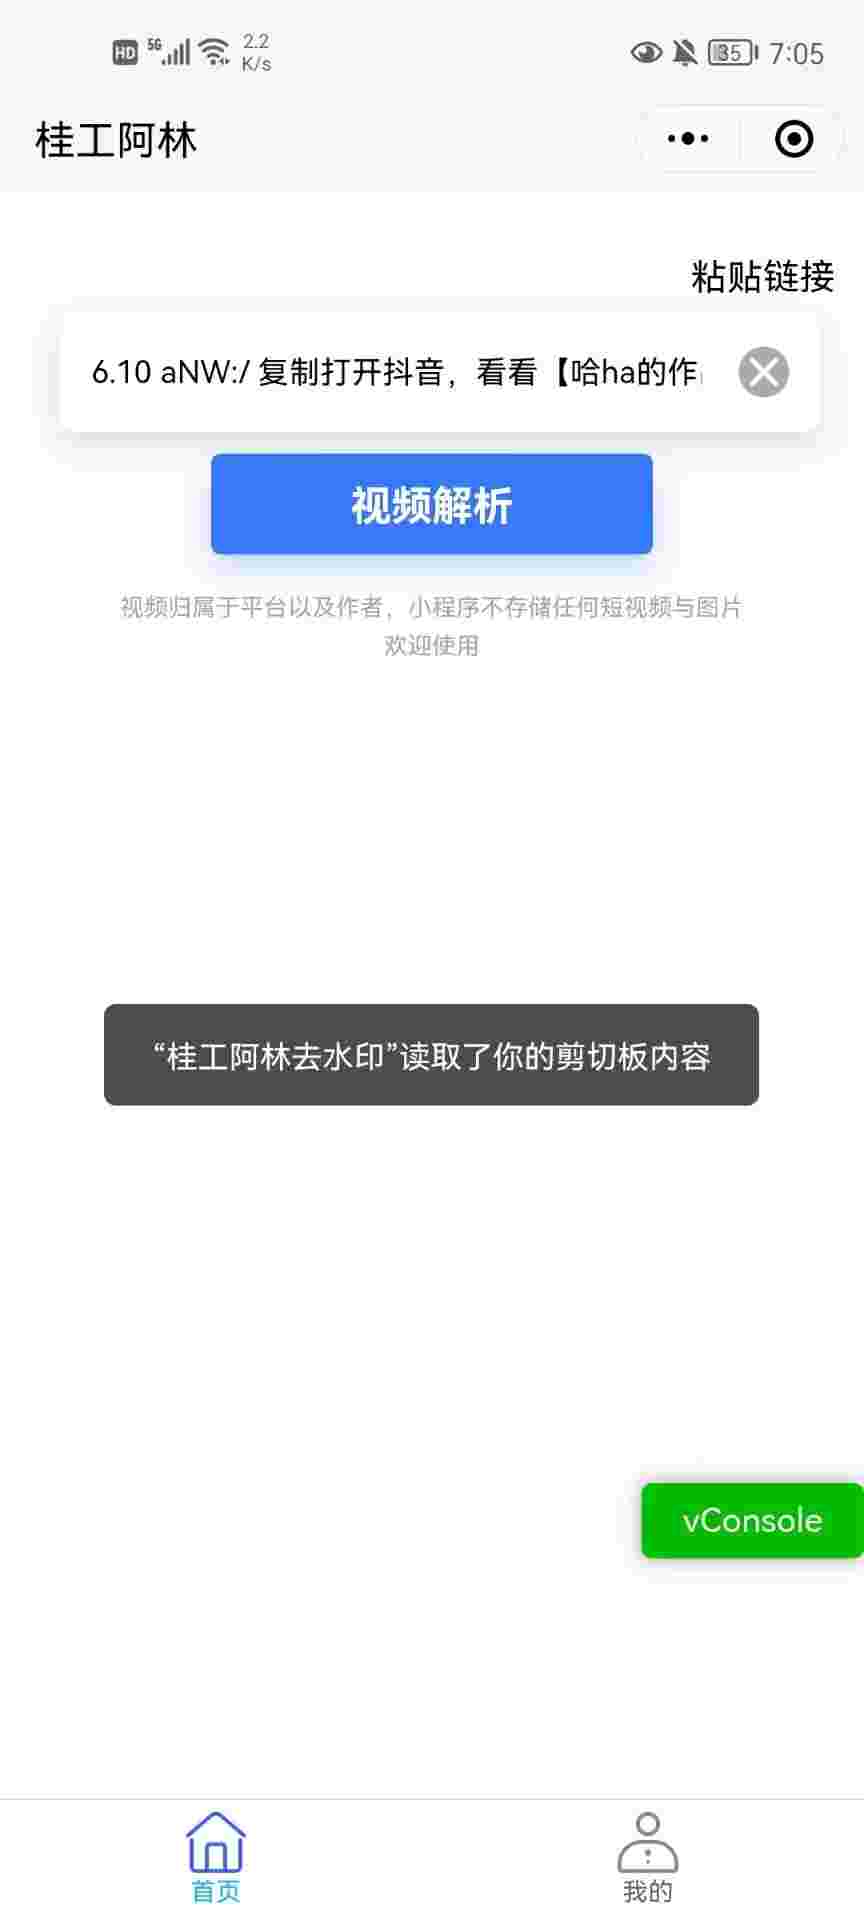 HD 5G 2.2 K/s 35 7:05
桂工阿林
粘贴链接
6.10 aNW:/ 复制打开抖音，看看【哈ha的作
视频解析
视频归属于平台以及作者，小程序不存储任何短视频与图片
欢迎使用
“桂工阿林去水印”读取了你的剪切板内容
vConsole
首页 我的